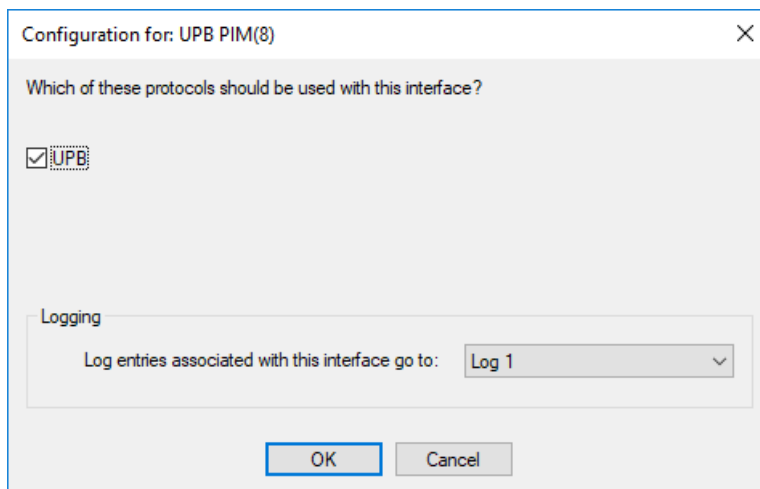 Configuration for: UPB PIM(8)
Which of these protocols should be used with this interface?
UPB
Logging
Log entries associated with this interface go to: Log 1
OK Cancel